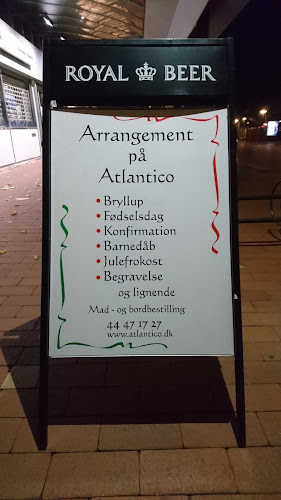 ROYAL BEER
Arrangement
på
Atlantico
• Bryllup
• Fødselsdag
• Konfirmation
• Barnedåb
• Julefrokost
• Begravelse
og lignende
Mad - og bordbestilling
44 47 17 27
www.atlantico.dk